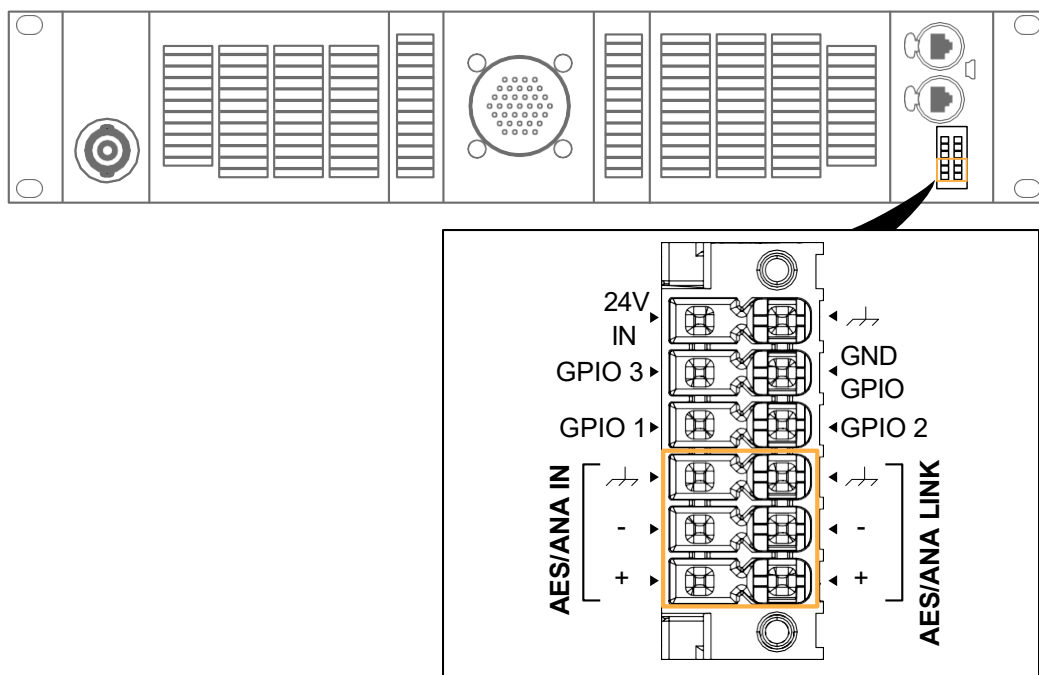 24V
IN
GND
GPIO 3
GPIO
GPIO 1
GPIO 2
AES/ANA IN
-
+
-
+
AES/ANA LINK